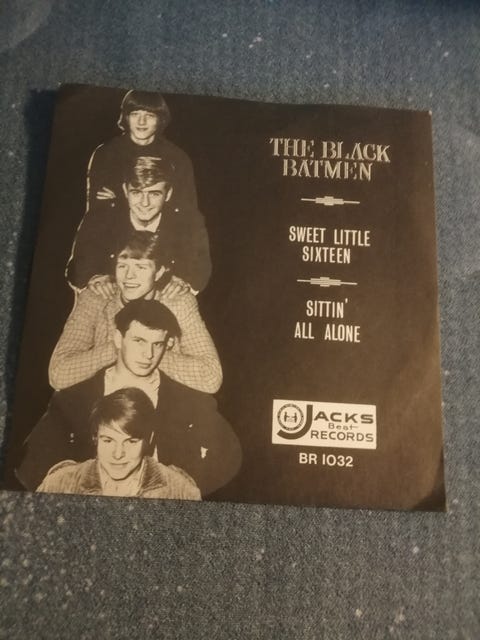 THE BLACK
BATMEN
SWEET LITTLE
SIXTEEN
SITTIN'
ALL ALONE
JACKS
Beat
RECORDS
BR 1032